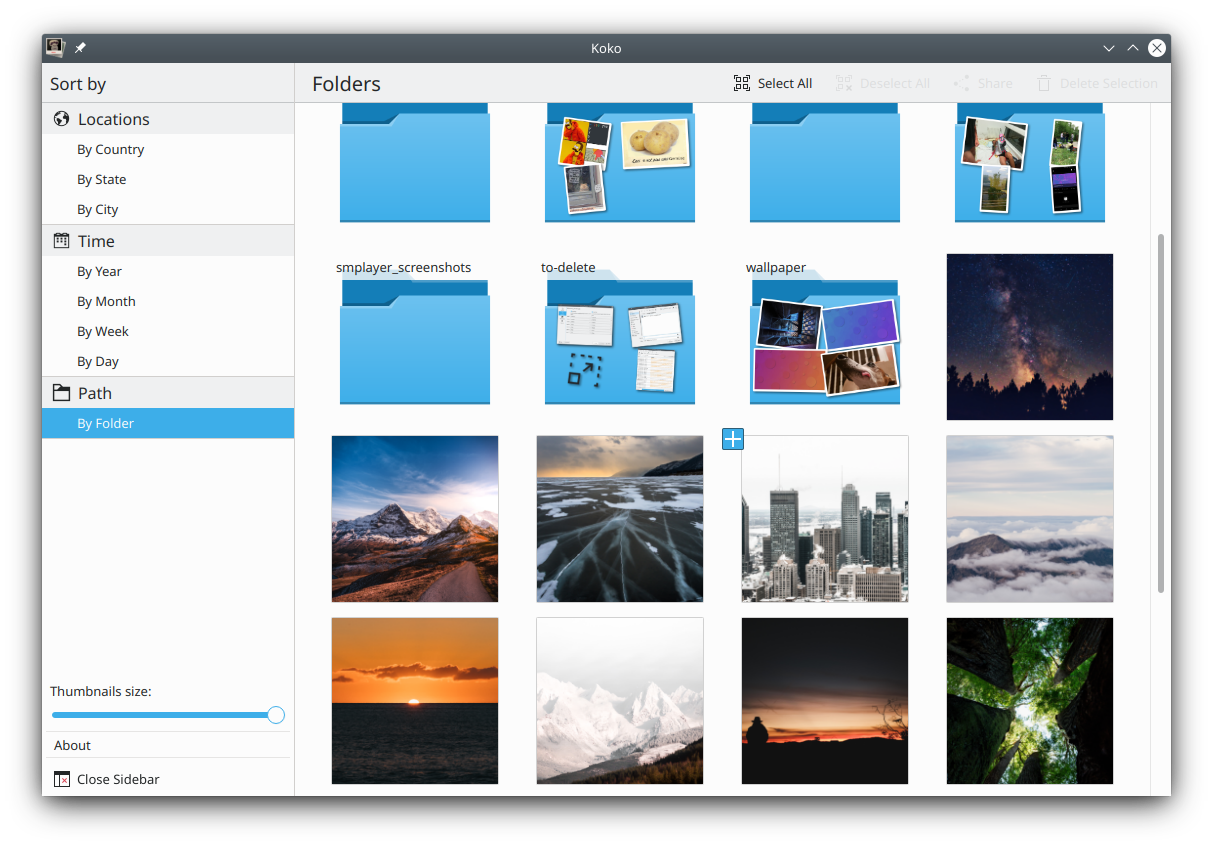 Koko
Sort by
Folders
Select All
Deselect All
Share
Delete Selection
Locations
By Country
By State
By City
Time
By Year
By Month
By Week
By Day
Path
By Folder
smplayer_screenshots
to-delete
wallpaper
Thumbnails size:
About
Close Sidebar